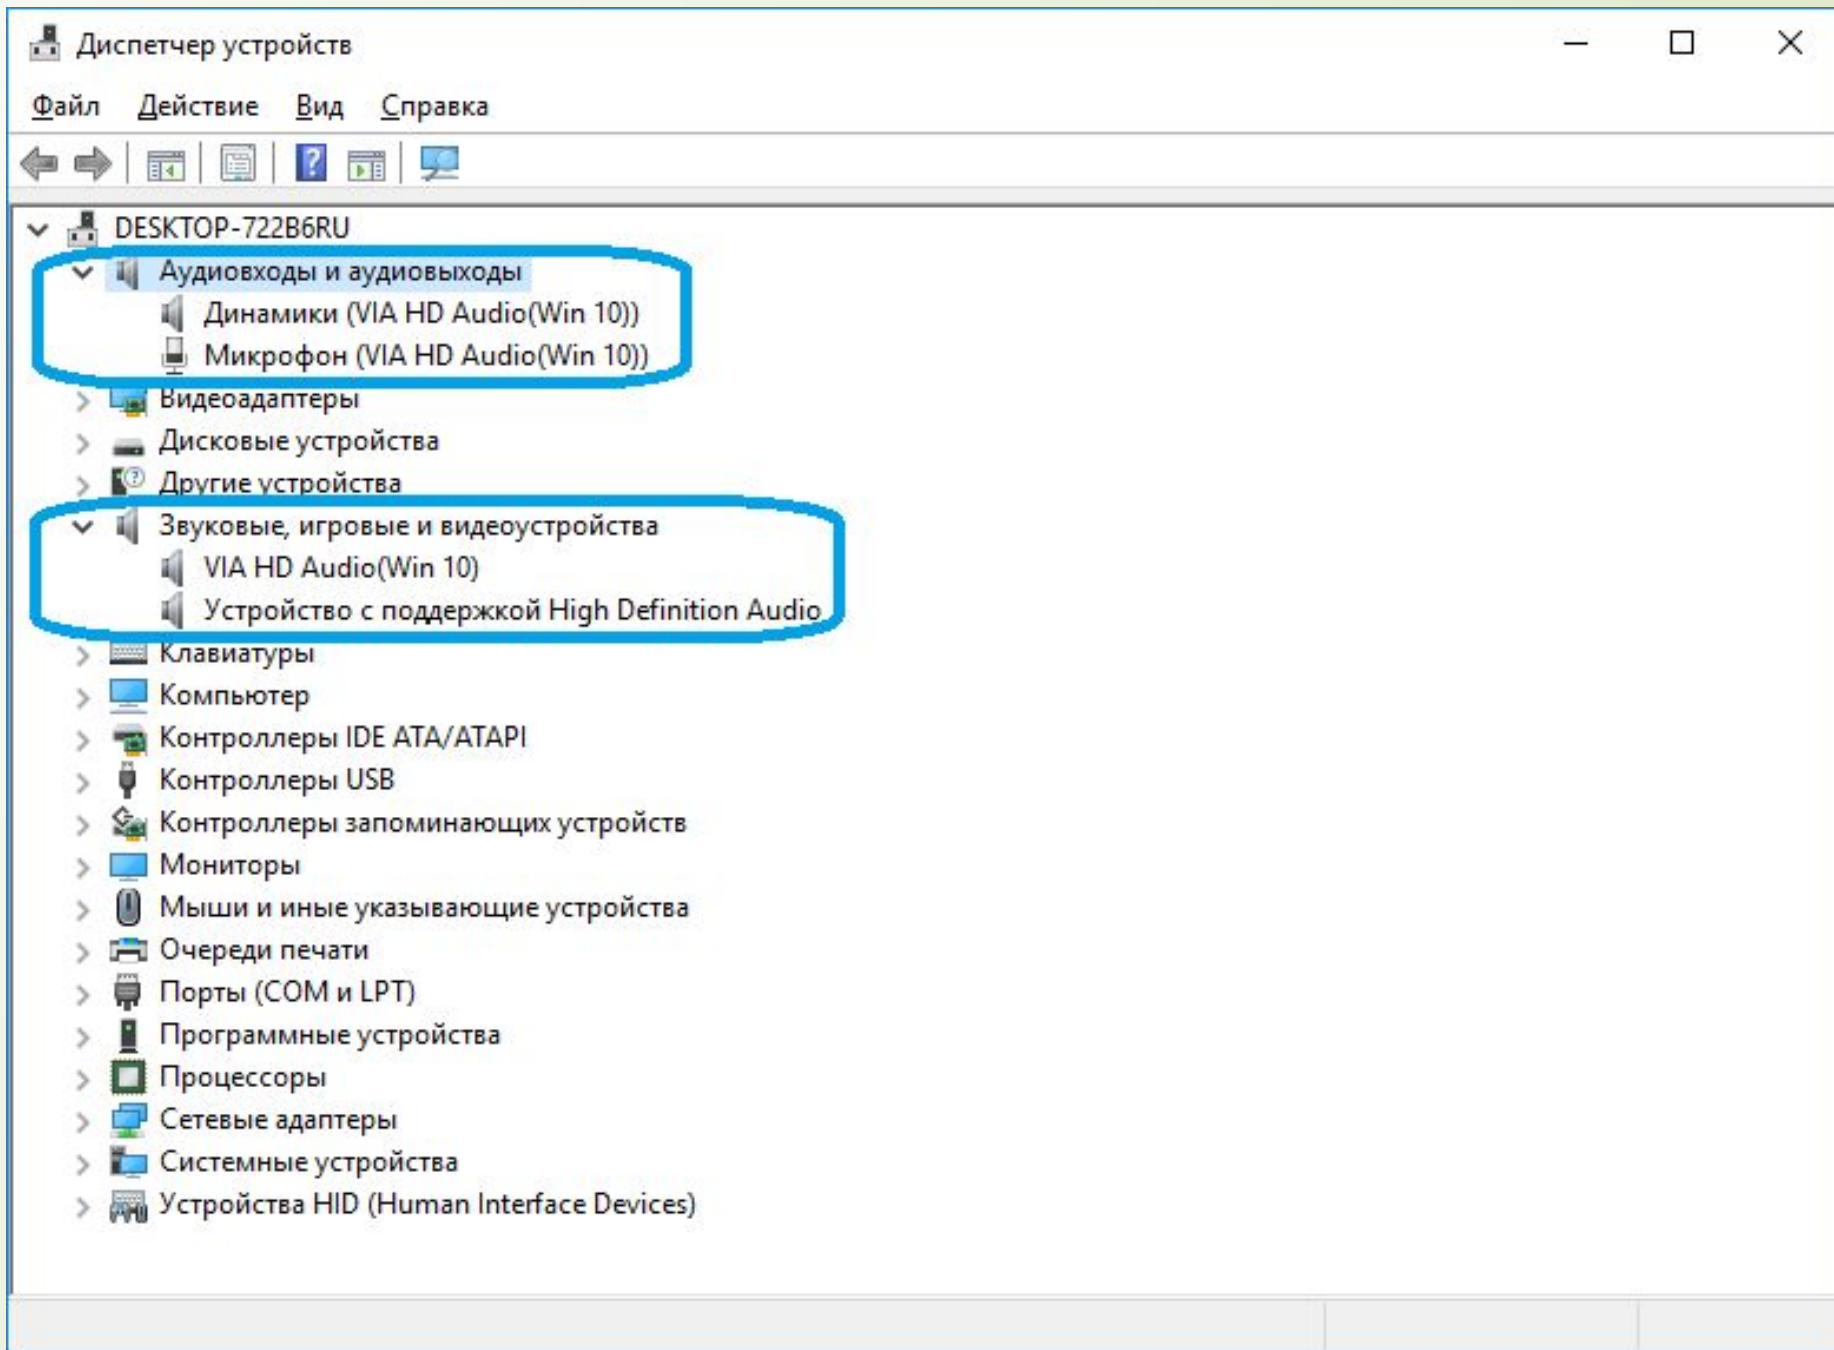 Диспетчер устройств
Файл Действие Вид Справка
DESKTOP-722B6RU
Аудиовходы и аудиовыходы
Динамики (VIA HD Audio(Win 10))
Микрофон (VIA HD Audio(Win 10))
Видеоадаптеры
Дисковые устройства
Другие устройства
Звуковые, игровые и видеоустройства
VIA HD Audio(Win 10)
Устройство с поддержкой High Definition Audio
Клавиатуры
Компьютер
Контроллеры IDE ATA/ATAPI
Контроллеры USB
Контроллеры запоминающих устройств
Мониторы
Мыши и иные указывающие устройства
Очереди печати
Порты (COM и LPT)
Программные устройства
Процессоры
Сетевые адаптеры
Системные устройства
Устройства HID (Human Interface Devices)